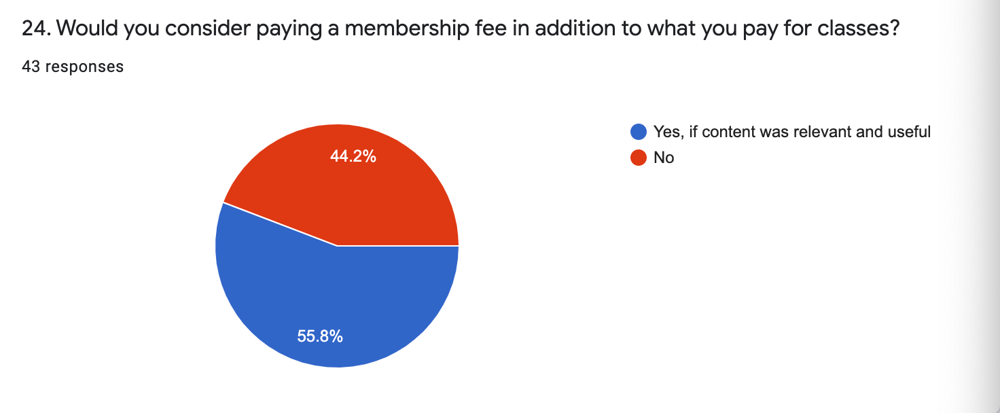 24. Would you consider paying a membership fee in addition to what you pay for classes?
43 responses
Yes, if content was relevant and useful
No
44.2%
55.8%